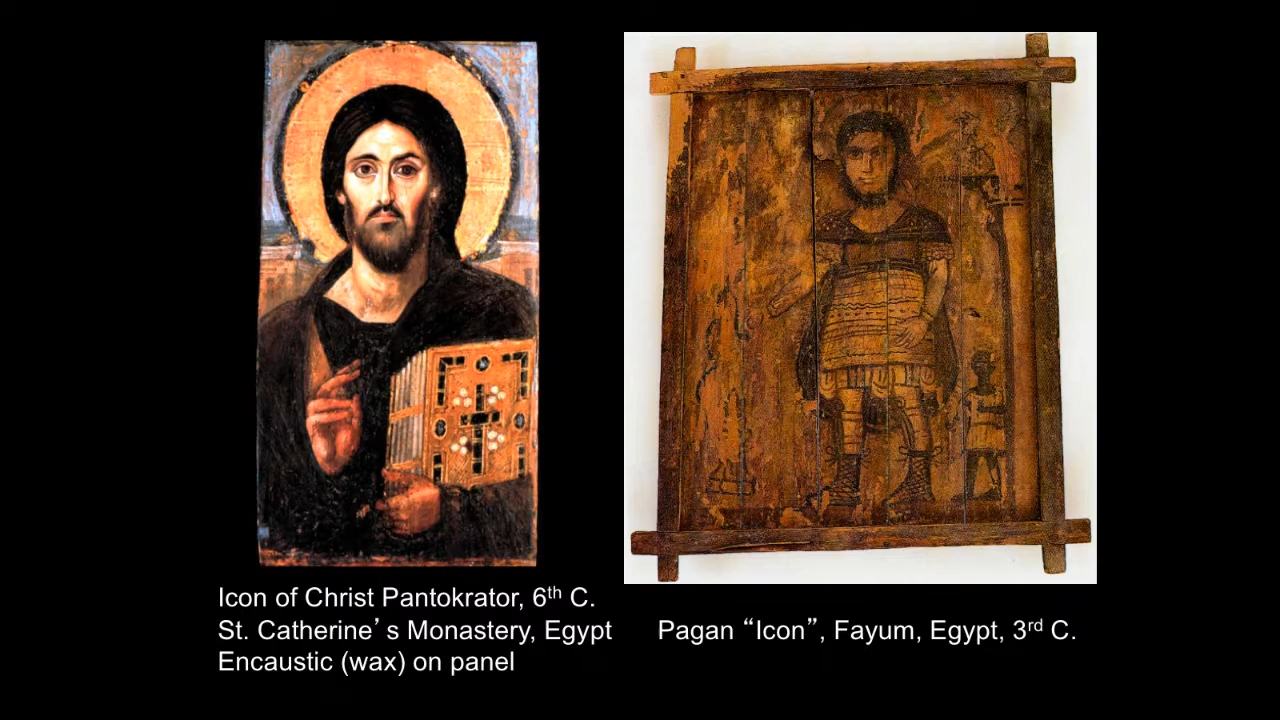 Icon of Christ Pantokrator, 6th C.
St. Catherine’s Monastery, Egypt
Encaustic (wax) on panel
Pagan “Icon”, Fayum, Egypt, 3rd C.